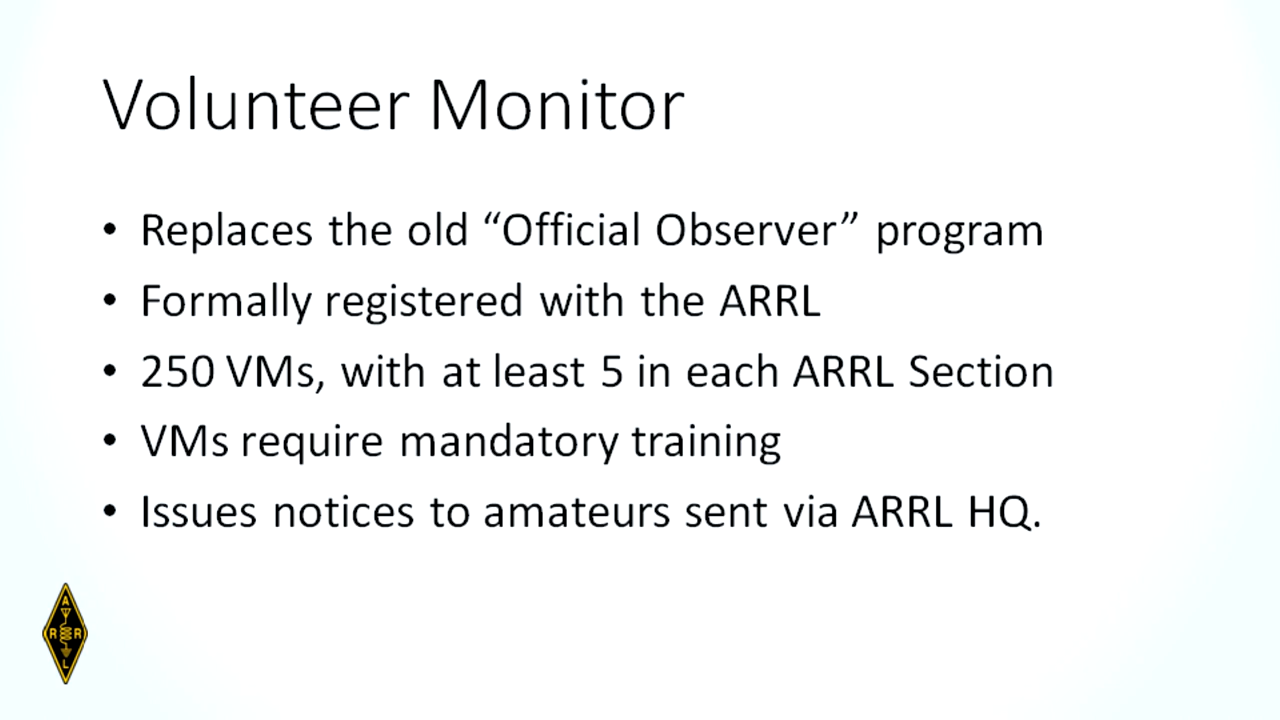 Volunteer Monitor
• Replaces the old “Official Observer” program
• Formally registered with the ARRL
• 250 VMs, with at least 5 in each ARRL Section
• VMs require mandatory training
• Issues notices to amateurs sent via ARRL HQ.
A
R R
L